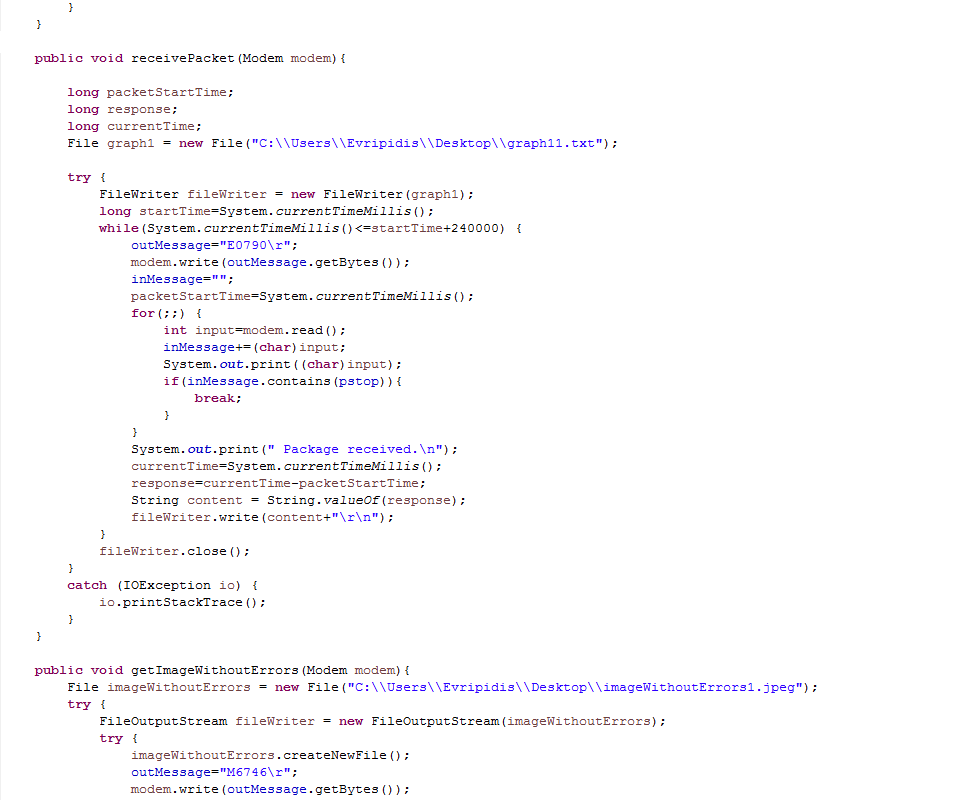 }
    }

    public void receivePacket(Modem modem){

        long packetStartTime;
        long response;
        long currentTime;
        File graph1 = new File("C:\\Users\\Evripidis\\Desktop\\graph11.txt");

        try {
            FileWriter fileWriter = new FileWriter(graph1);
            long startTime=System.currentTimeMillis();
            while(System.currentTimeMillis()<=startTime+240000) {
                outMessage="E0790\r";
                modem.write(outMessage.getBytes());
                inMessage="";
                packetStartTime=System.currentTimeMillis();
                for(;;) {
                    int input=modem.read();
                    inMessage+=(char)input;
                    System.out.print((char)input);
                    if(inMessage.contains(pstop)){
                        break;
                    }
                }
                System.out.print(" Package received.\n");
                currentTime=System.currentTimeMillis();
                response=currentTime-packetStartTime;
                String content = String.valueOf(response);
                fileWriter.write(content+"\r\n");
            }
            fileWriter.close();
        }
        catch (IOException io) {
            io.printStackTrace();
        }
    }

    public void getImageWithoutErrors(Modem modem){
        File imageWithoutErrors = new File("C:\\Users\\Evripidis\\Desktop\\imageWithoutErrors1.jpeg");
        try {
            FileOutputStream fileWriter = new FileOutputStream(imageWithoutErrors);
            try {
                imageWithoutErrors.createNewFile();
                outMessage="M6746\r";
                modem.write(outMessage.getBytes());